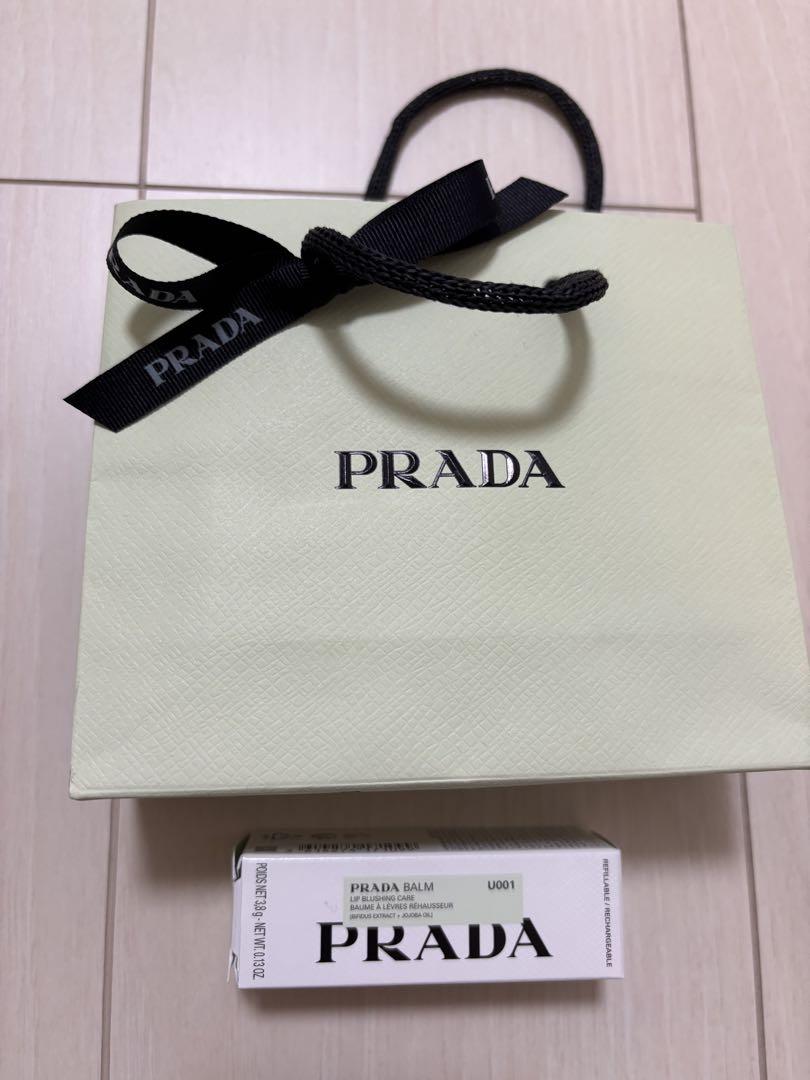 PRADA
PRADA
PRADA
PRADA BALM
U001
LIP BLUSHING CARE
BAUME À LÈVRES RÉHAUSSEUR
(BIFIDUS EXTRACT + JOJOBA OIL)
PRADA
POIDS NET 3,8 g - NET WT. 0.13 OZ
REFILLABLE / RECHARGEABLE